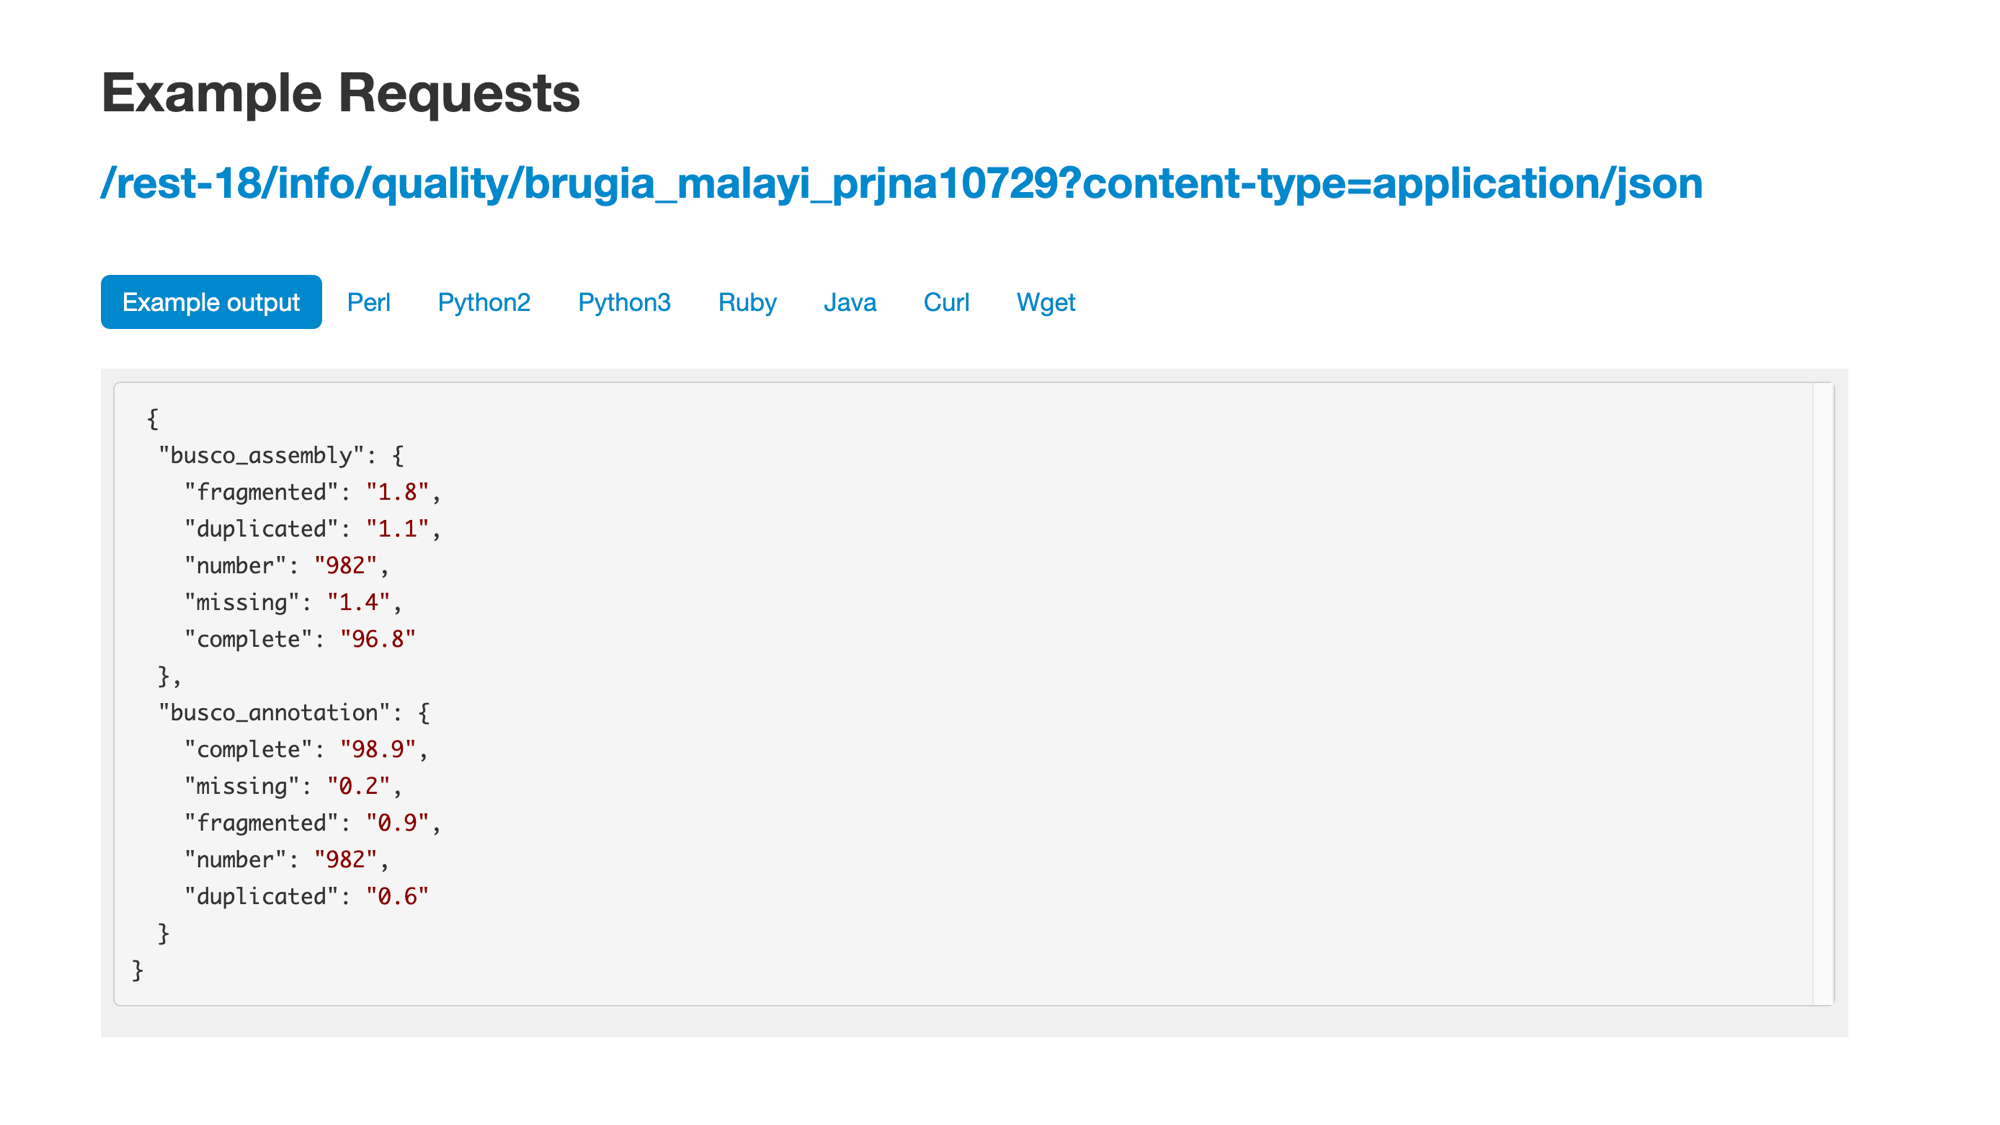 Example Requests
/rest-18/info/quality/brugia_malayi_prjna10729?content-type=application/json
Example output Perl Python2 Python3 Ruby Java Curl Wget
{
"busco_assembly": {
"fragmented": "1.8",
"duplicated": "1.1",
"number": "982",
"missing": "1.4",
"complete": "96.8"
},
"busco_annotation": {
"complete": "98.9",
"missing": "0.2",
"fragmented": "0.9",
"number": "982",
"duplicated": "0.6"
}
}